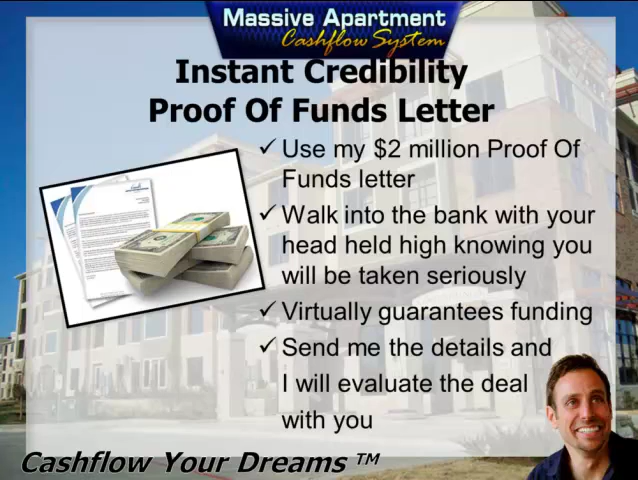 Massive Apartment
Cashflow System
Instant Credibility
Proof Of Funds Letter
✓ Use my $2 million Proof Of
Funds letter
✓ Walk into the bank with your
head held high knowing you
will be taken seriously
✓ Virtually guarantees funding
✓ Send me the details and
I will evaluate the deal
with you
Cashflow Your Dreams ™